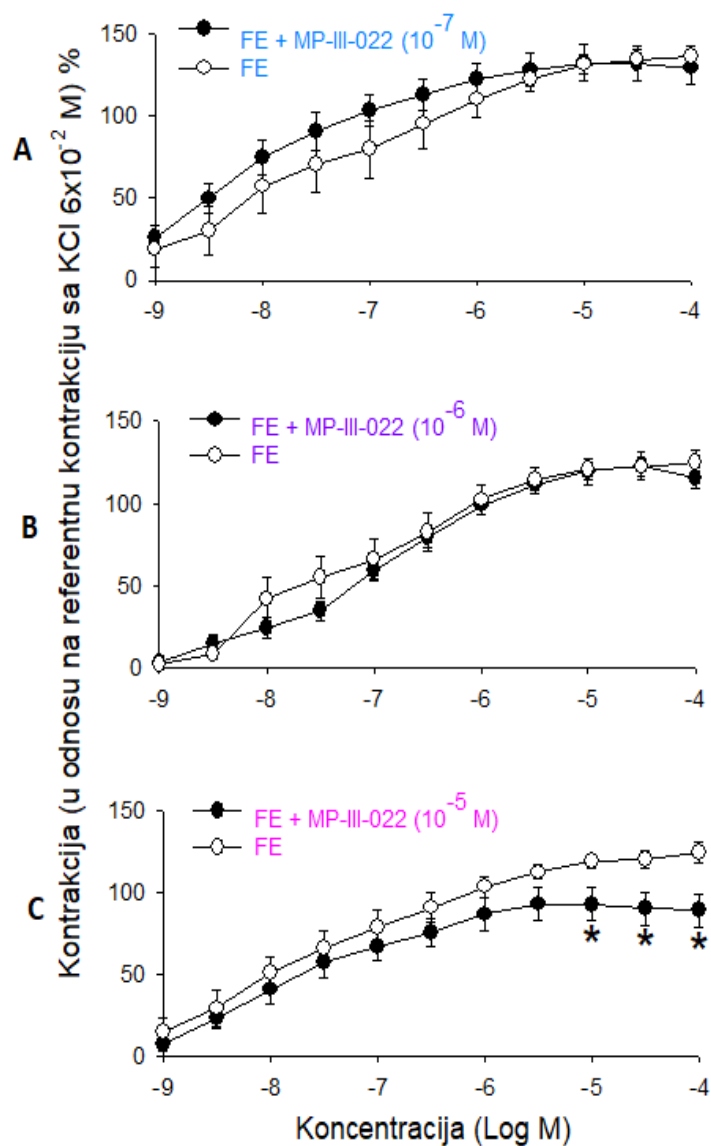 Kontrakcija (u odnosu na referentnu kontrakciju sa KCl 6x10⁻² M) %
A
FE + MP-III-022 (10⁻⁷ M)
FE
150
100
50
0
-9 -8 -7 -6 -5 -4
B
FE + MP-III-022 (10⁻⁶ M)
FE
150
100
50
0
-9 -8 -7 -6 -5 -4
C
FE + MP-III-022 (10⁻⁵ M)
FE
150
100
50
0
* * *
-9 -8 -7 -6 -5 -4
Koncentracija (Log M)